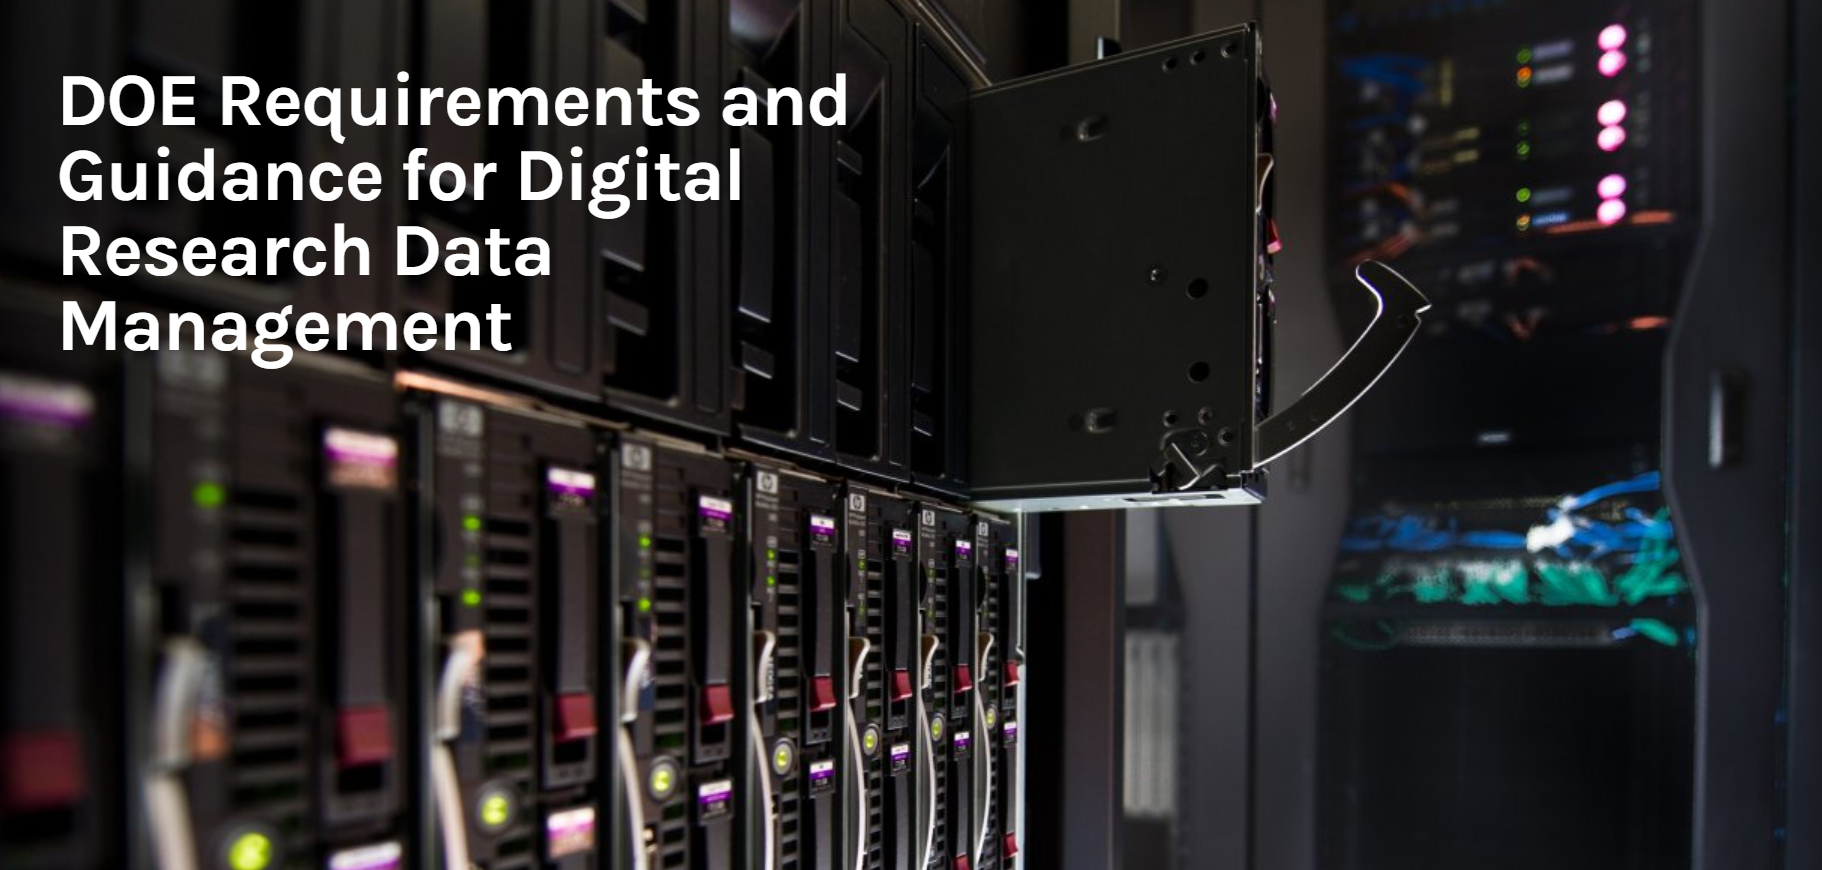 DOE Requirements and
Guidance for Digital
Research Data
Management